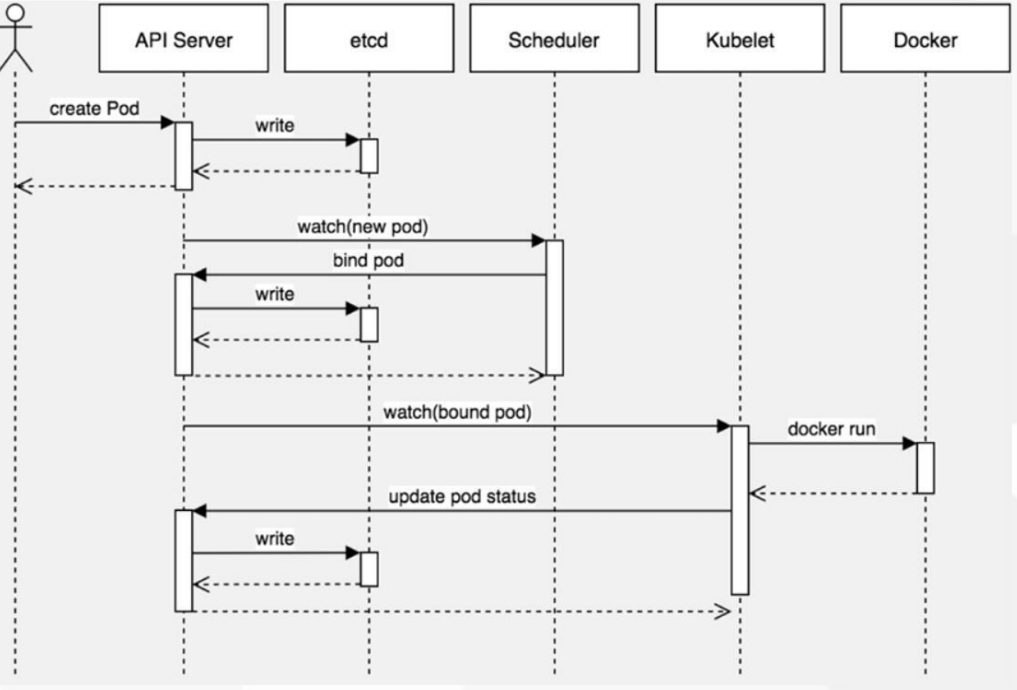 API Server
etcd
Scheduler
Kubelet
Docker
create Pod
write
watch(new pod)
bind pod
write
watch(bound pod)
docker run
update pod status
write